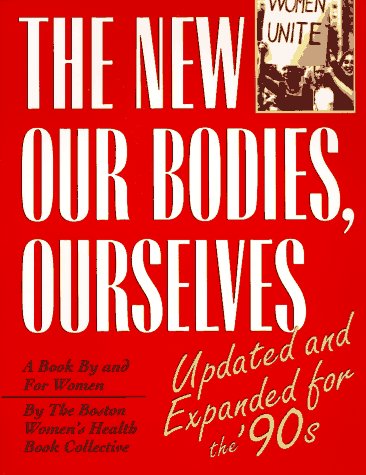 WOMEN
UNITE
THE NEW
OUR BODIES,
OURSELVES
Updated and
Expanded for
the '90s
A Book By and
For Women
By The Boston
Women's Health
Book Collective